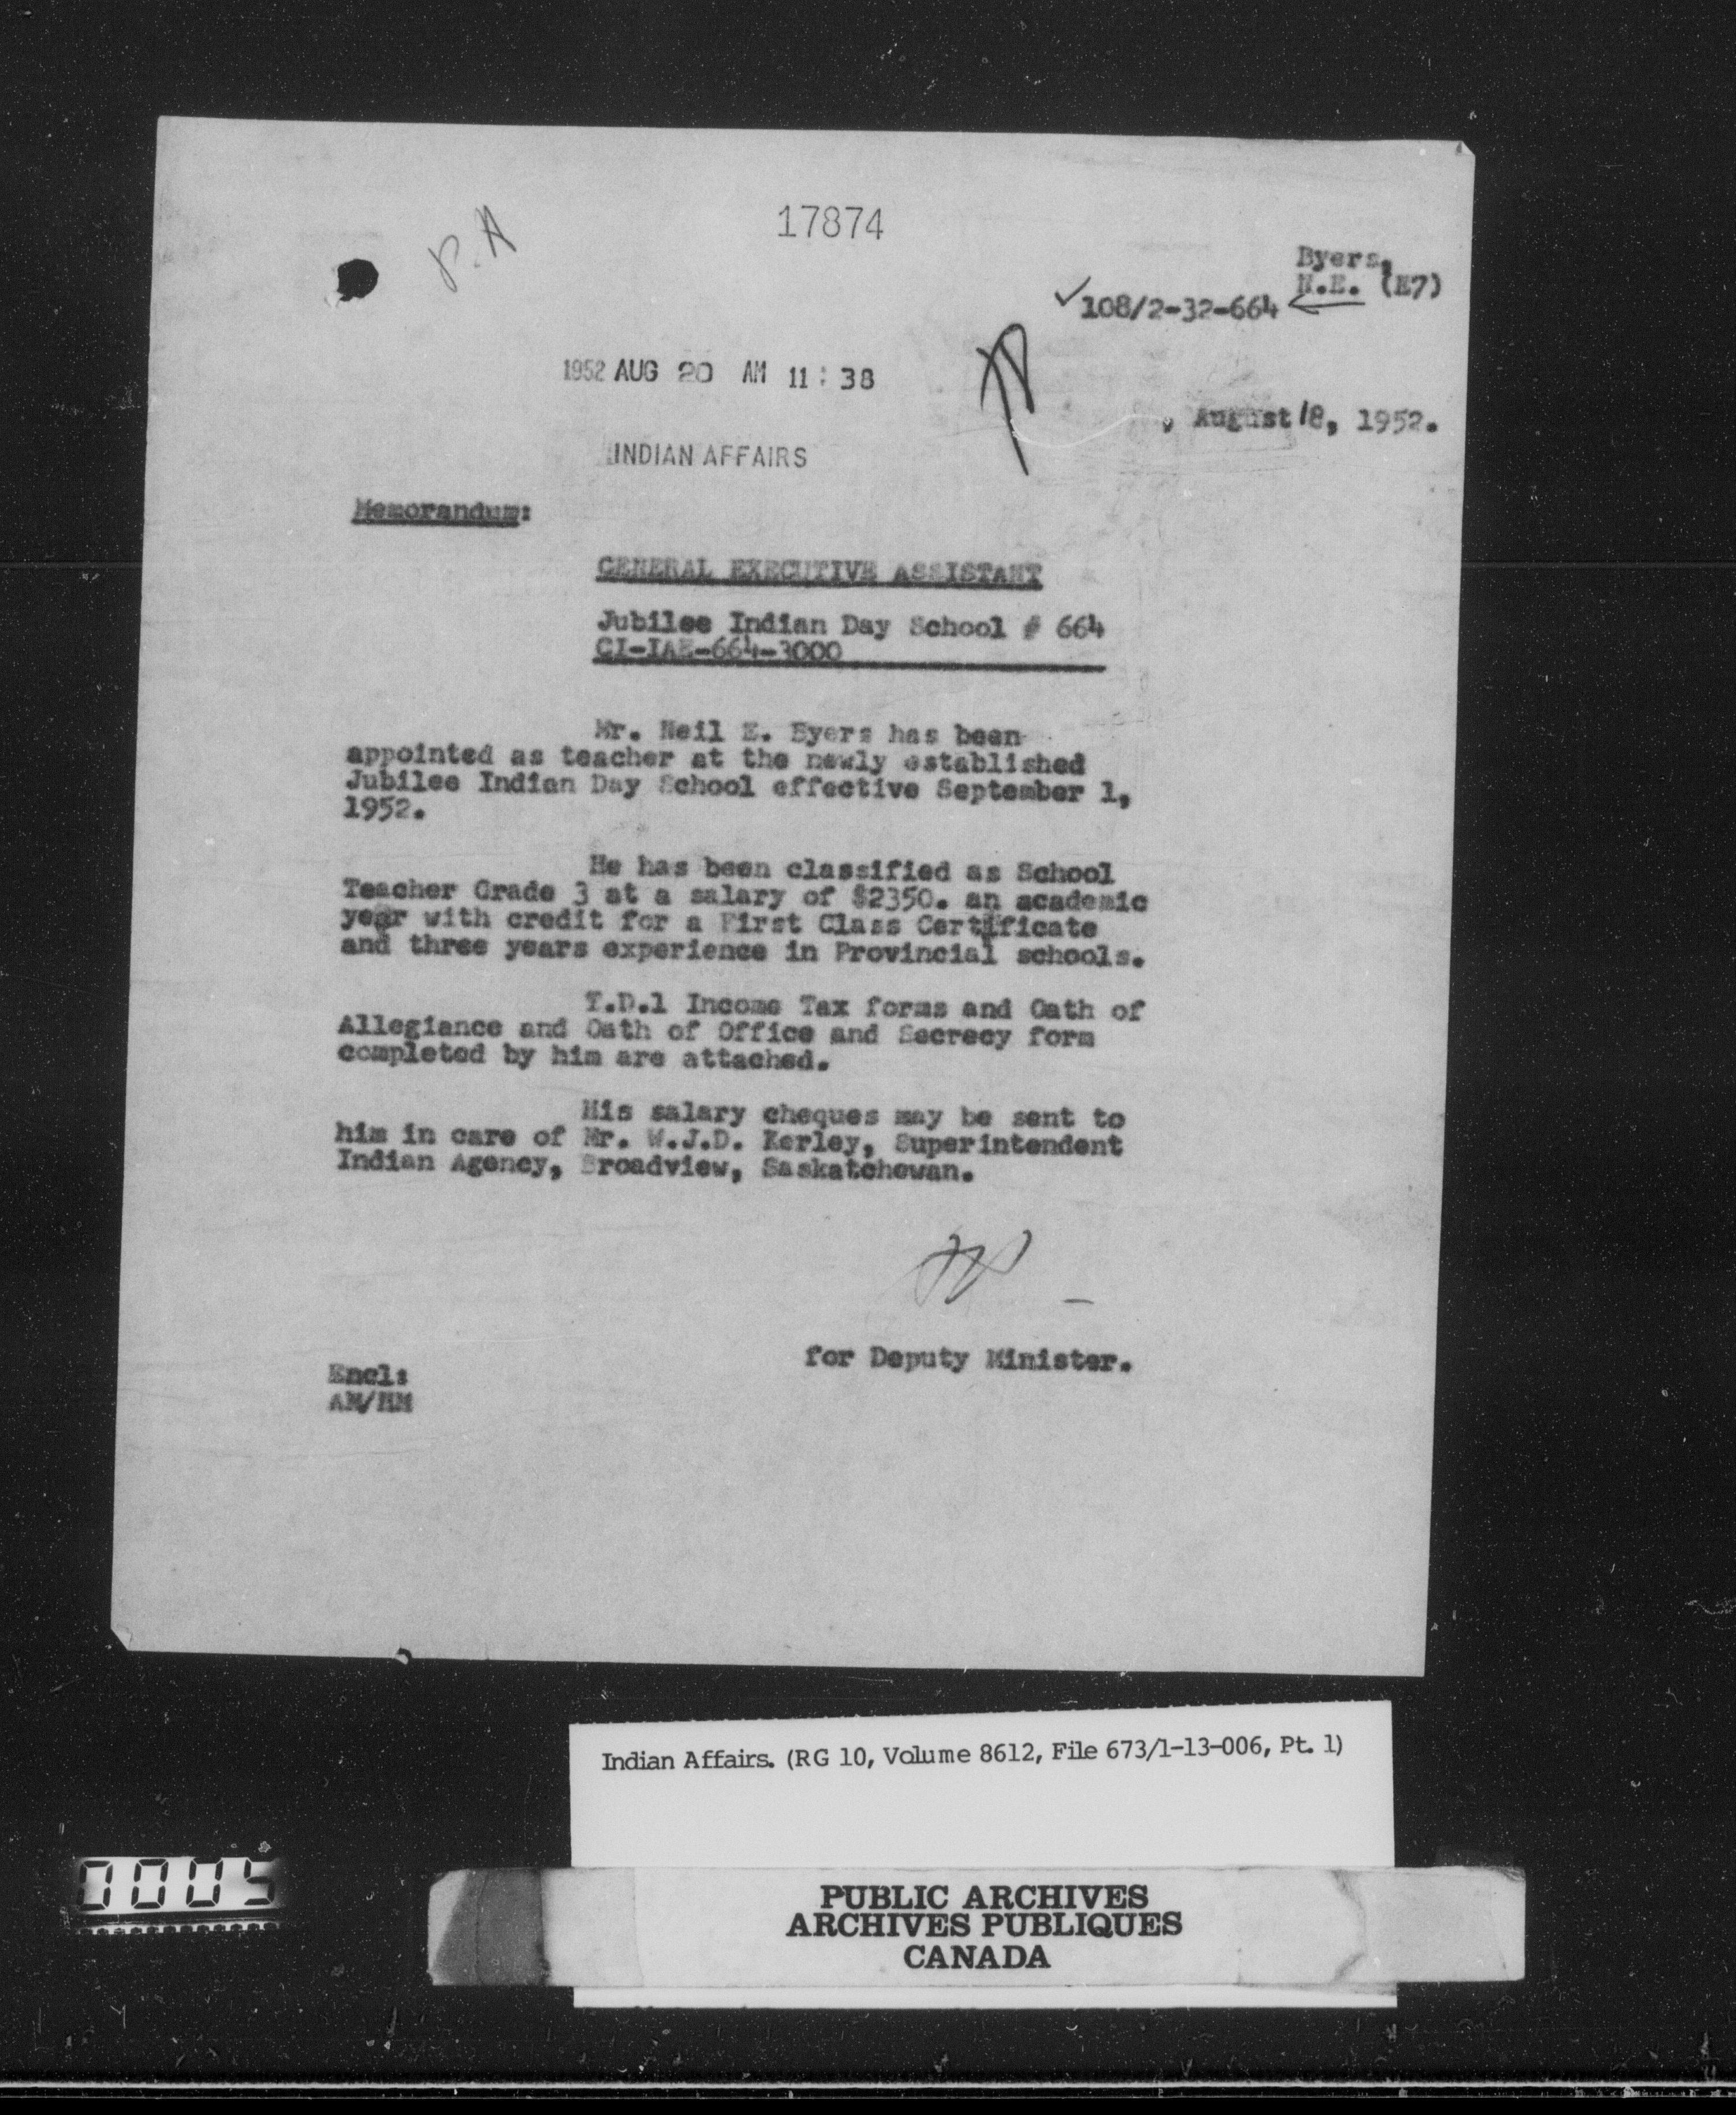 P.A
17874
Byers,
N.E. (E7)
108/2-32-664
1952 AUG 20 AM 11:38
, August 18, 1952.
INDIAN AFFAIRS
Memorandum:
GENERAL EXECUTIVE ASSISTANT
Jubilee Indian Day School # 664
CI-IAE-664-3000
Mr. Neil E. Byers has been
appointed as teacher at the newly established
Jubilee Indian Day School effective September 1,
1952.
He has been classified as School
Teacher Grade 3 at a salary of $2350. an academic
year with credit for a First Class Certificate
and three years experience in Provincial schools.
T.D.1 Income Tax forms and Oath of
Allegiance and Oath of Office and Secrecy form
completed by him are attached.
His salary cheques may be sent to
him in care of Mr. W.J.D. Kerley, Superintendent
Indian Agency, Broadview, Saskatchewan.
for Deputy Minister.
Encl:
AM/HM
Indian Affairs. (RG 10, Volume 8612, File 673/1-13-006, Pt. 1)
0005
PUBLIC ARCHIVES
ARCHIVES PUBLIQUES
CANADA